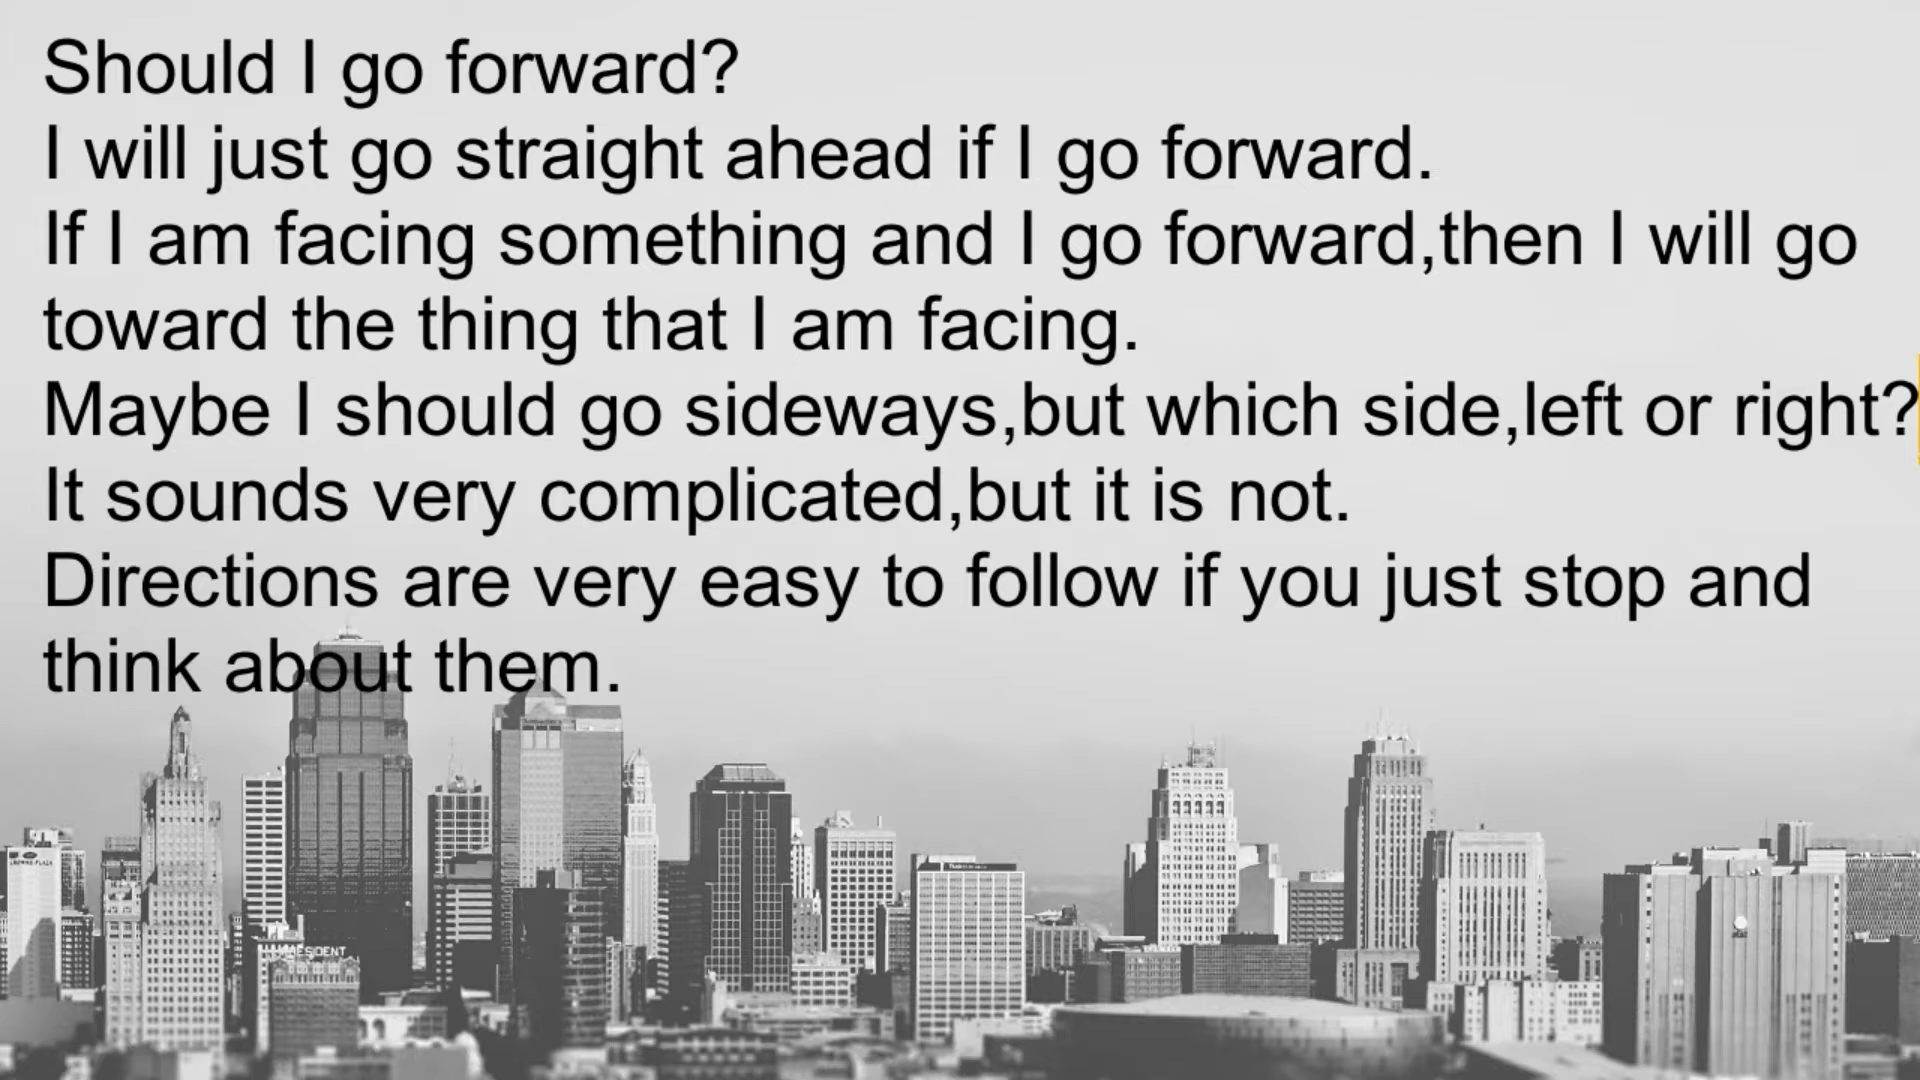 Should I go forward?
I will just go straight ahead if I go forward.
If I am facing something and I go forward,then I will go
toward the thing that I am facing.
Maybe I should go sideways,but which side,left or right?
It sounds very complicated,but it is not.
Directions are very easy to follow if you just stop and
think about them.
CROWNE PLAZA
PRESIDENT